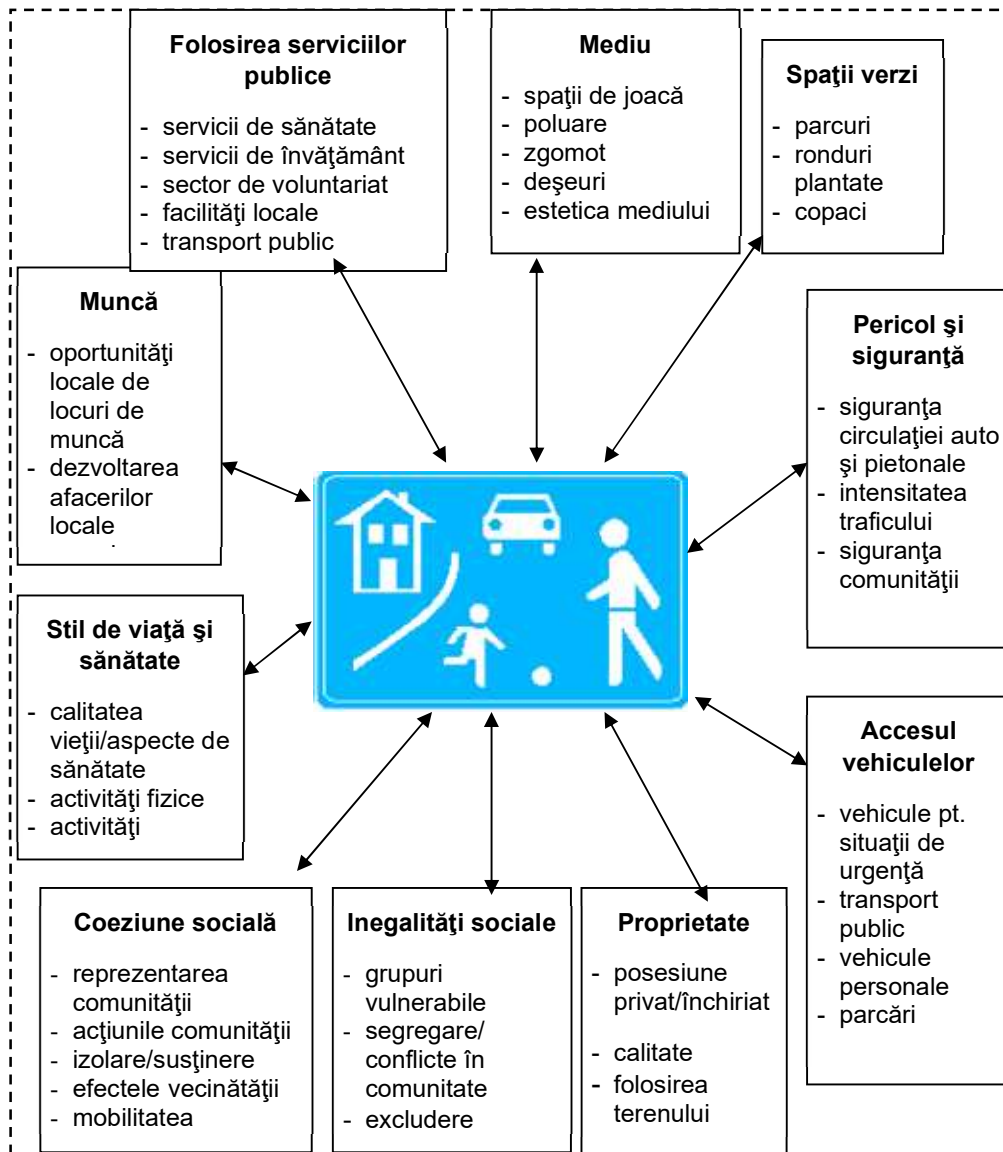 Folosirea serviciilor
publice
- servicii de sănătate
- servicii de învăţământ
- sector de voluntariat
- facilităţi locale
- transport public
Mediu
- spaţii de joacă
- poluare
- zgomot
- deşeuri
- estetica mediului
Spaţii verzi
- parcuri
- ronduri
plantate
- copaci
Muncă
- oportunităţi
locale de
locuri de
muncă
- dezvoltarea
afacerilor
locale
Pericol şi
siguranţă
- siguranţa
circulaţiei auto
şi pietonale
- intensitatea
traficului
- siguranţa
comunităţii
Stil de viaţă şi
sănătate
- calitatea
vieţii/aspecte de
sănătate
- activităţi fizice
- activităţi
Accesul
vehiculelor
- vehicule pt.
situaţii de
urgenţă
- transport
public
- vehicule
personale
- parcări
Coeziune socială
- reprezentarea
comunităţii
- acţiunile comunităţii
- izolare/susţinere
- efectele vecinătăţii
- mobilitatea
Inegalităţi sociale
- grupuri
vulnerabile
- segregare/
conflicte în
comunitate
- excludere
Proprietate
- posesiune
privat/închiriat
- calitate
- folosirea
terenului